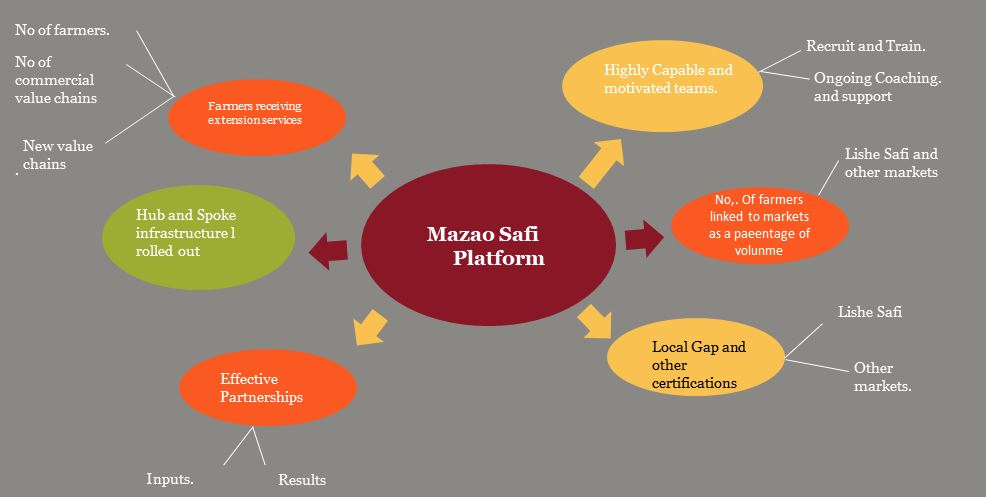 No of farmers.
No of
commercial
value chains
New value
chains
.
Farmers receiving
extension services
Hub and Spoke
infrastructure l
rolled out
Effective
Partnerships
Inputs.
Results
Mazao Safi
Platform
Highly Capable and
motivated teams.
Recruit and Train.
Ongoing Coaching.
and support
Lishe Safi and
other markets
No,. Of farmers
linked to markets
as a paeentage of
volunme
Local Gap and
other
certifications
Lishe Safi
Other
markets.